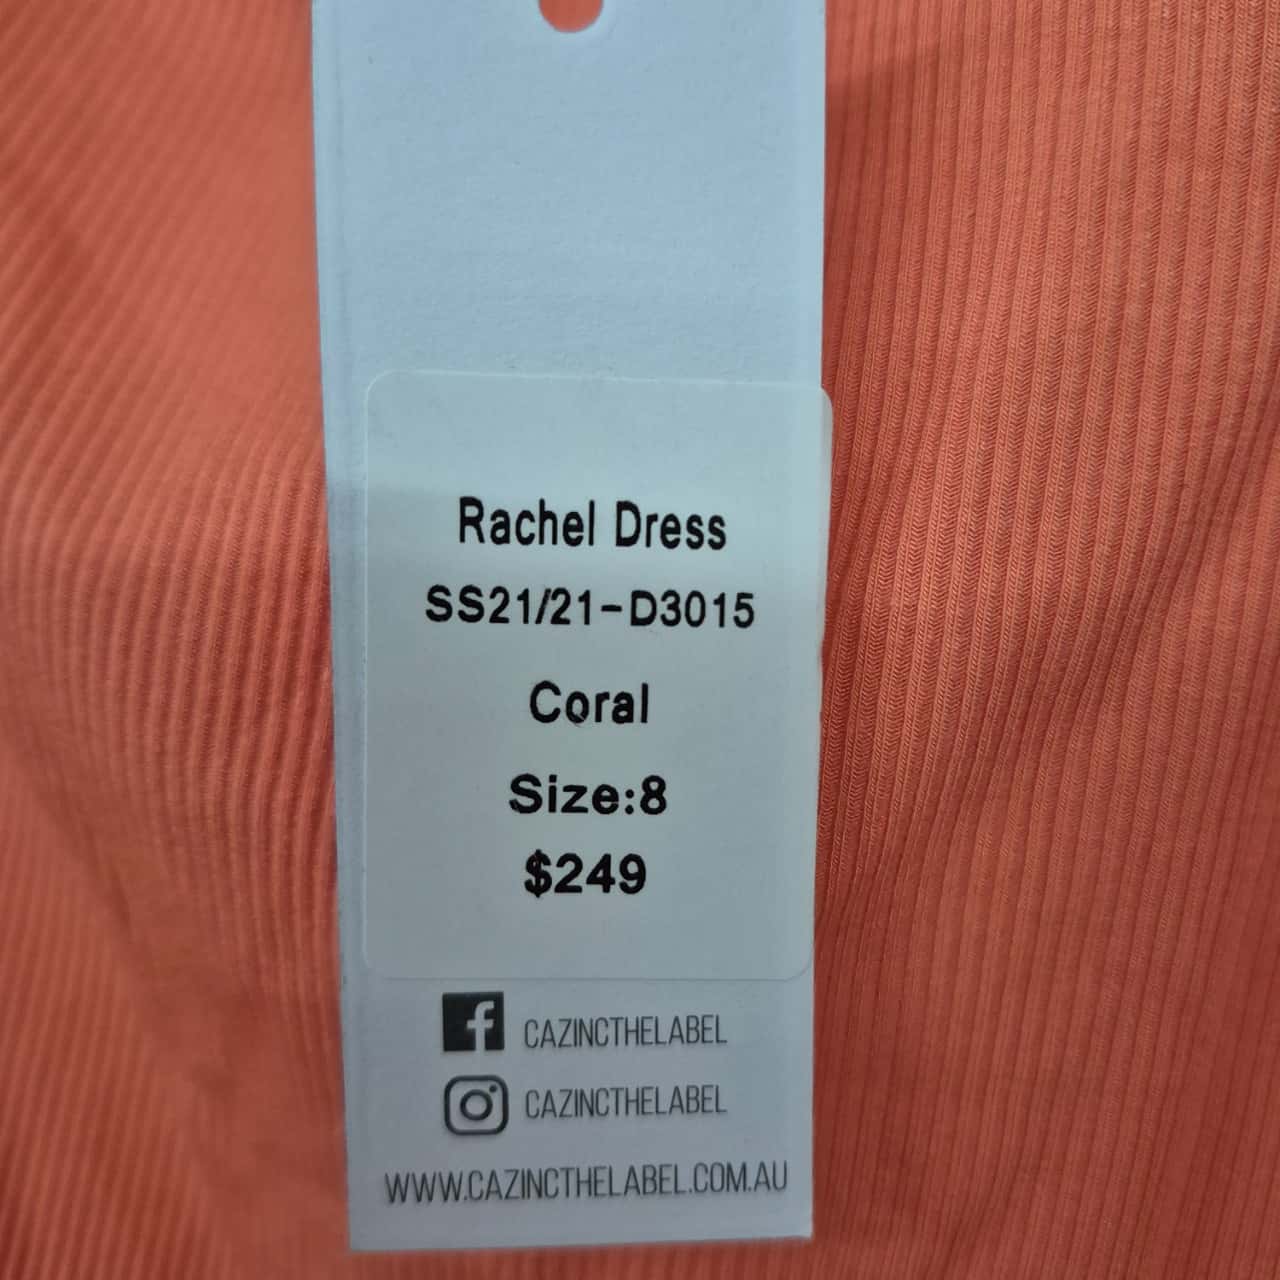 Rachel Dress
SS21/21-D3015
Coral
Size:8
$249
CAZINCTHELABEL
CAZINCTHELABEL
WWW.CAZINCTHELABEL.COM.AU